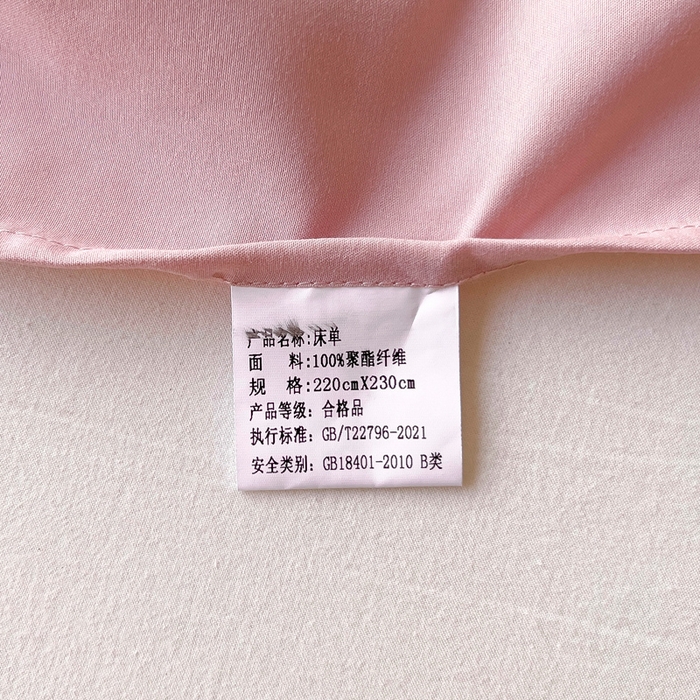 产品名称:床单
面 料:100%聚酯纤维
规 格:220cmX230cm
产品等级：合格品
执行标准：GB/T22796-2021
安全类别：GB18401-2010 B类